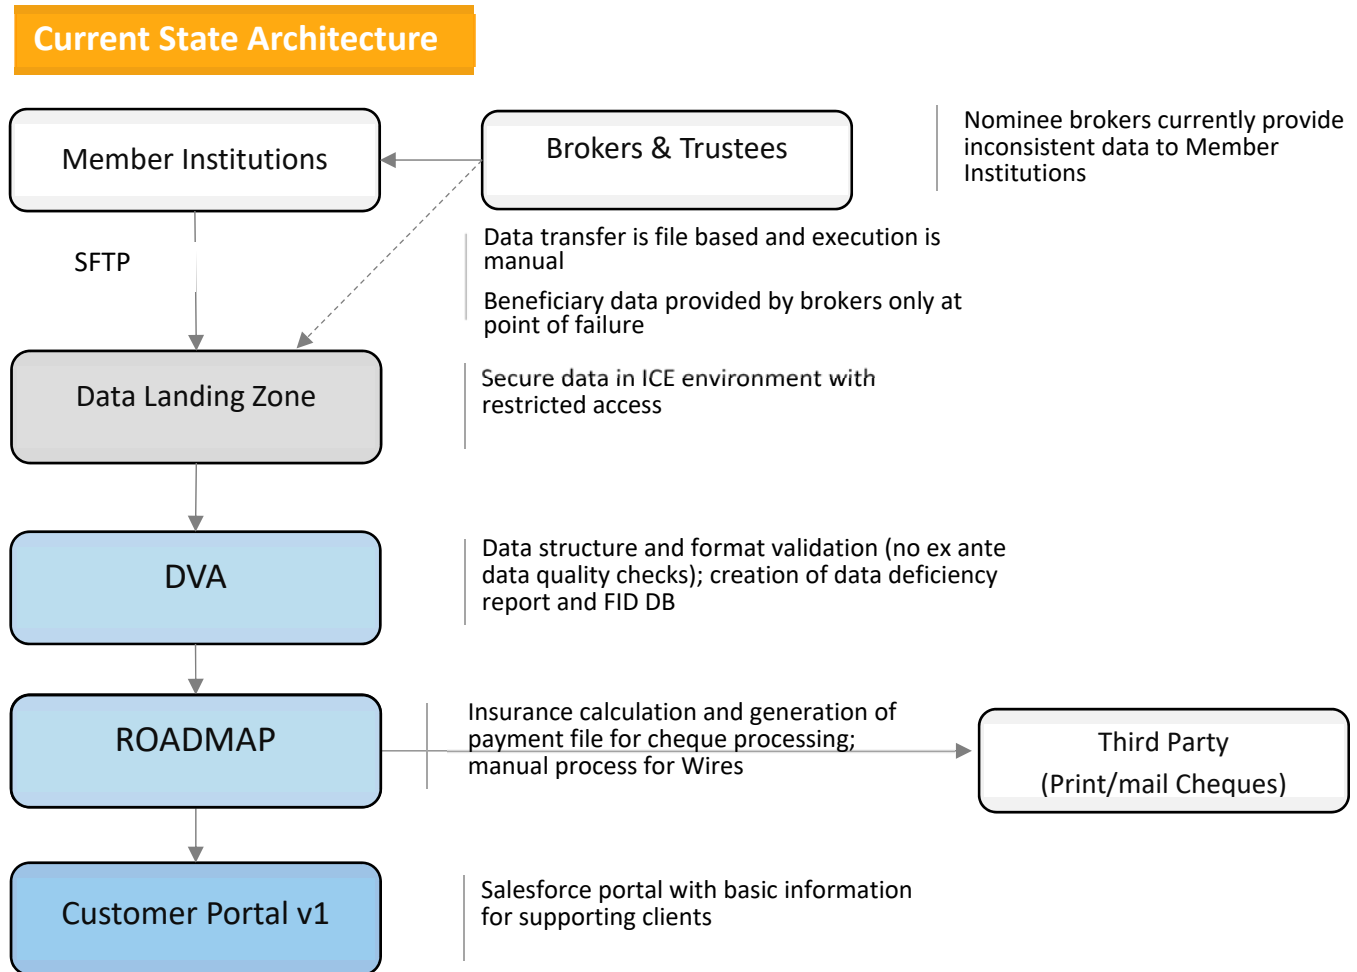 Current State Architecture
Member Institutions
Brokers & Trustees
Nominee brokers currently provide
inconsistent data to Member
Institutions
SFTP
Data transfer is file based and execution is
manual
Beneficiary data provided by brokers only at
point of failure
Data Landing Zone
Secure data in ICE environment with
restricted access
DVA
Data structure and format validation (no ex ante
data quality checks); creation of data deficiency
report and FID DB
ROADMAP
Insurance calculation and generation of
payment file for cheque processing;
manual process for Wires
Third Party
(Print/mail Cheques)
Customer Portal v1
Salesforce portal with basic information
for supporting clients